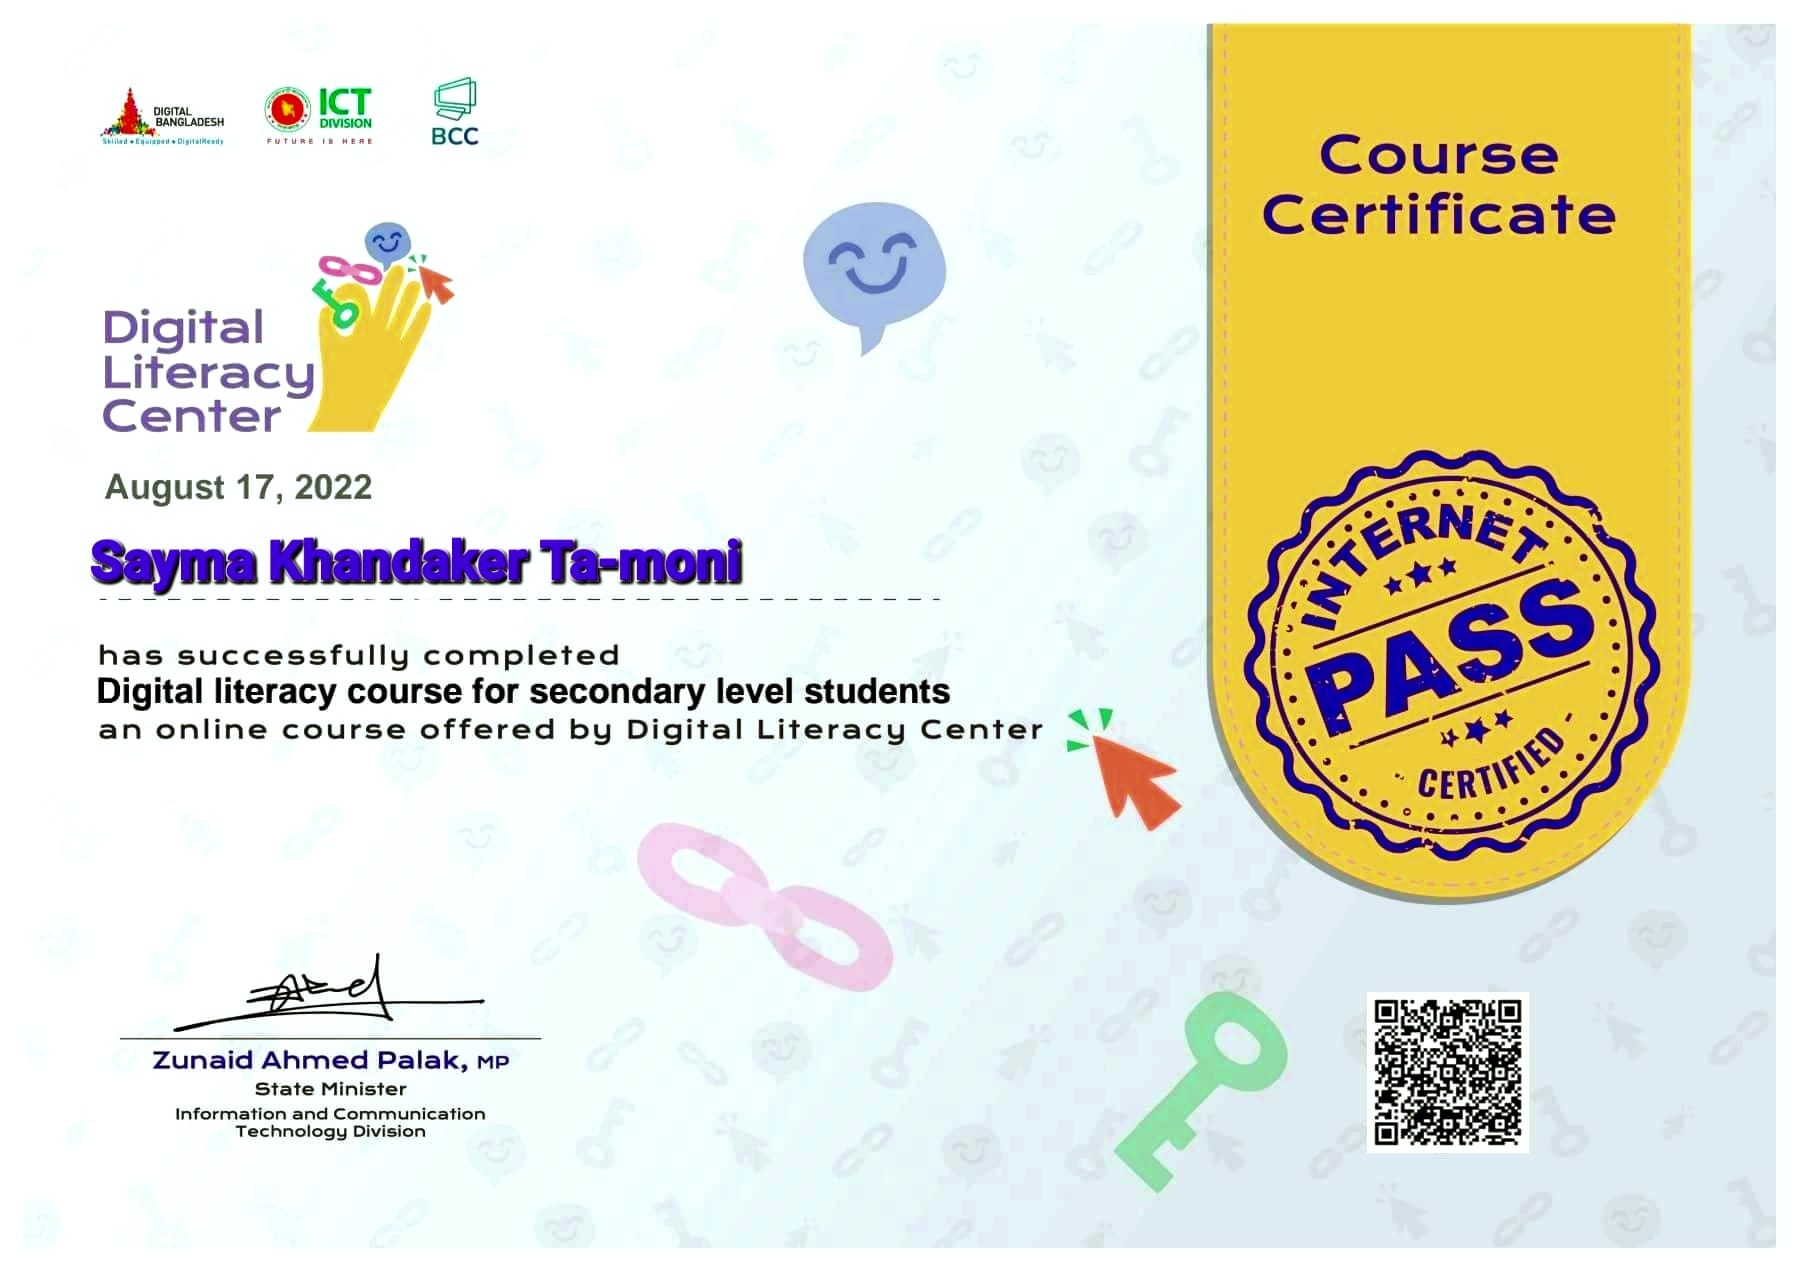 DIGITAL
BANGLADESH
Skilled • Equipped • DigitalReady
ICT
DIVISION
FUTURE IS HERE
BCC
Course
Certificate
Digital
Literacy
Center
August 17, 2022
Sayma Khandaker Ta-moni
has successfully completed
Digital literacy course for secondary level students
an online course offered by Digital Literacy Center
INTERNET
PASS
CERTIFIED
Zunaid Ahmed Palak, MP
State Minister
Information and Communication
Technology Division